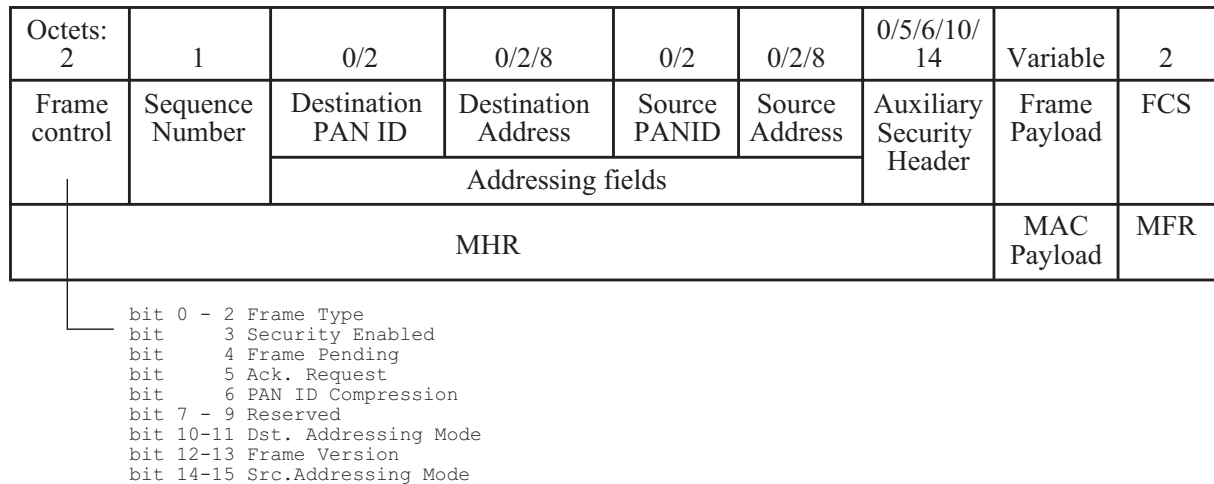 Octets: 2 1 0/2 0/2/8 0/2 0/2/8 0/5/6/10/14 Variable 2
Frame control Sequence Number Destination PAN ID Destination Address Source PANID Source Address Auxiliary Security Header Frame Payload FCS
Addressing fields
MHR MAC Payload MFR
bit 0 - 2 Frame Type
bit 3 Security Enabled
bit 4 Frame Pending
bit 5 Ack. Request
bit 6 PAN ID Compression
bit 7 - 9 Reserved
bit 10-11 Dst. Addressing Mode
bit 12-13 Frame Version
bit 14-15 Src.Addressing Mode